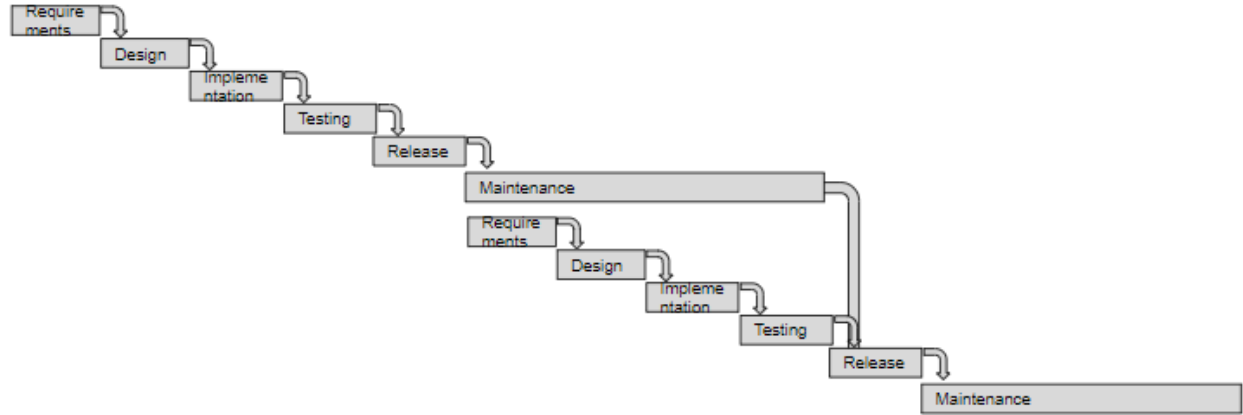 Require
ments
Design
Impleme
ntation
Testing
Release
Maintenance
Require
ments
Design
Impleme
ntation
Testing
Release
Maintenance